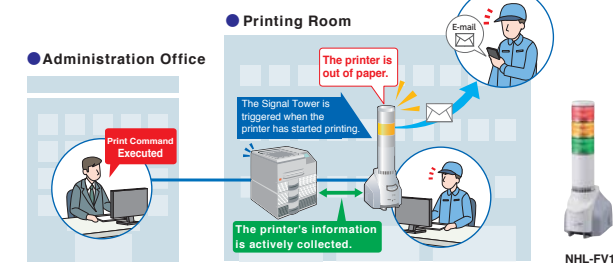 Printing Room
Administration Office
E-mail
The printer is
out of paper.
The Signal Tower is
triggered when the
printer has started printing.
Print Command
Executed
The printer's information
is actively collected.
NHL-FV1